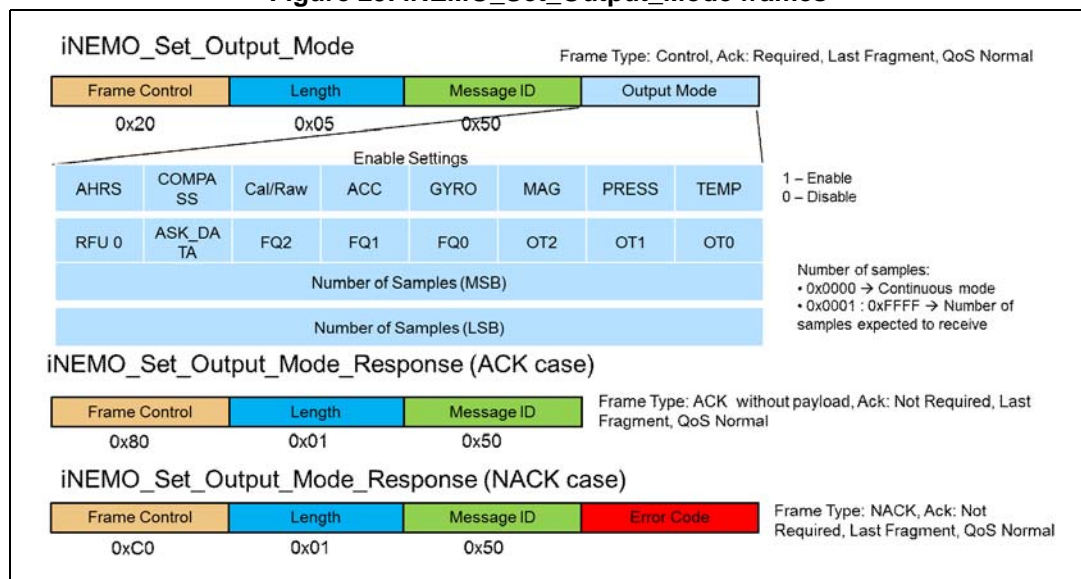 iNEMO_Set_Output_Mode
Frame Type: Control, Ack: Required, Last Fragment, QoS Normal
Frame Control Length Message ID Output Mode
0x20 0x05 0x50
Enable Settings
AHRS COMPA
SS Cal/Raw ACC GYRO MAG PRESS TEMP
1 – Enable
0 – Disable
RFU 0 ASK_DA
TA FQ2 FQ1 FQ0 OT2 OT1 OT0
Number of Samples (MSB)
Number of Samples (LSB)
Number of samples:
• 0x0000 → Continuous mode
• 0x0001 : 0xFFFF → Number of
samples expected to receive
iNEMO_Set_Output_Mode_Response (ACK case)
Frame Control Length Message ID
0x80 0x01 0x50
Frame Type: ACK without payload, Ack: Not Required, Last
Fragment, QoS Normal
iNEMO_Set_Output_Mode_Response (NACK case)
Frame Control Length Message ID Error Code
0xC0 0x01 0x50
Frame Type: NACK, Ack: Not
Required, Last Fragment, QoS Normal